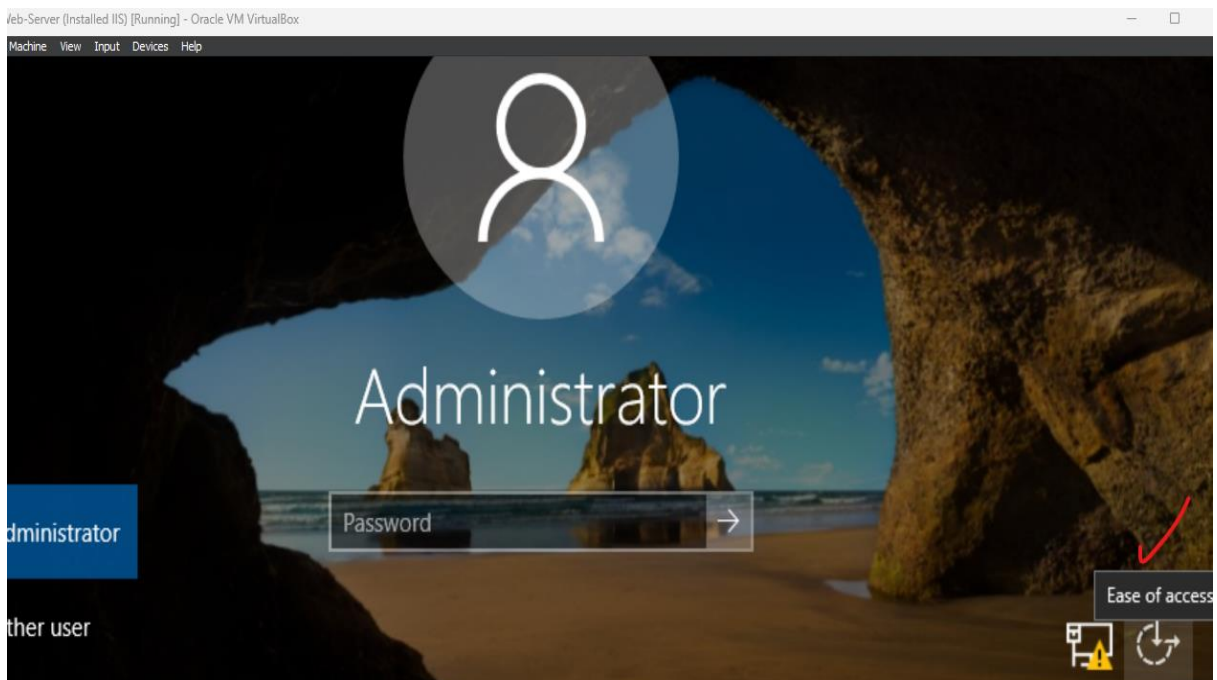 Web-Server (Installed IIS) [Running] - Oracle VM VirtualBox
Machine View Input Devices Help
Administrator
Password
dministrator
Ease of access
ther user